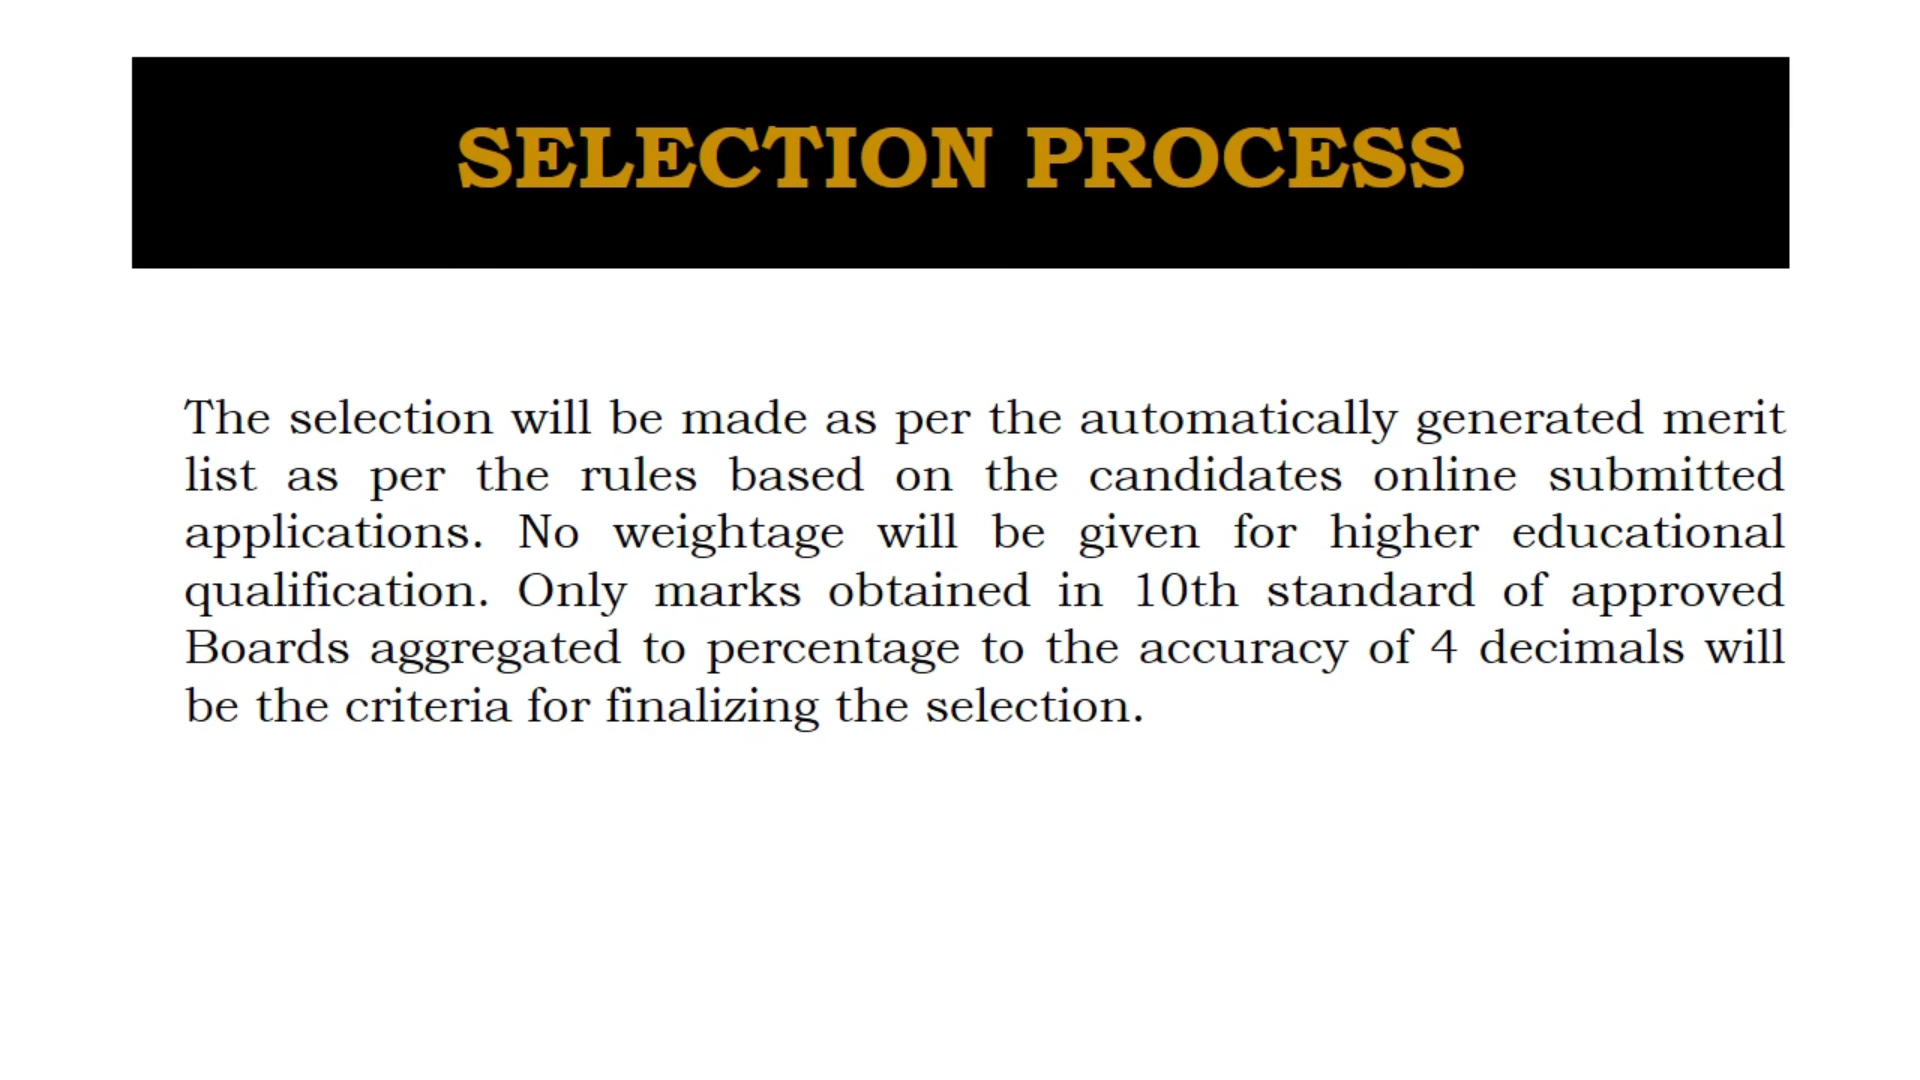 SELECTION PROCESS
The selection will be made as per the automatically generated merit
list as per the rules based on the candidates online submitted
applications. No weightage will be given for higher educational
qualification. Only marks obtained in 10th standard of approved
Boards aggregated to percentage to the accuracy of 4 decimals will
be the criteria for finalizing the selection.